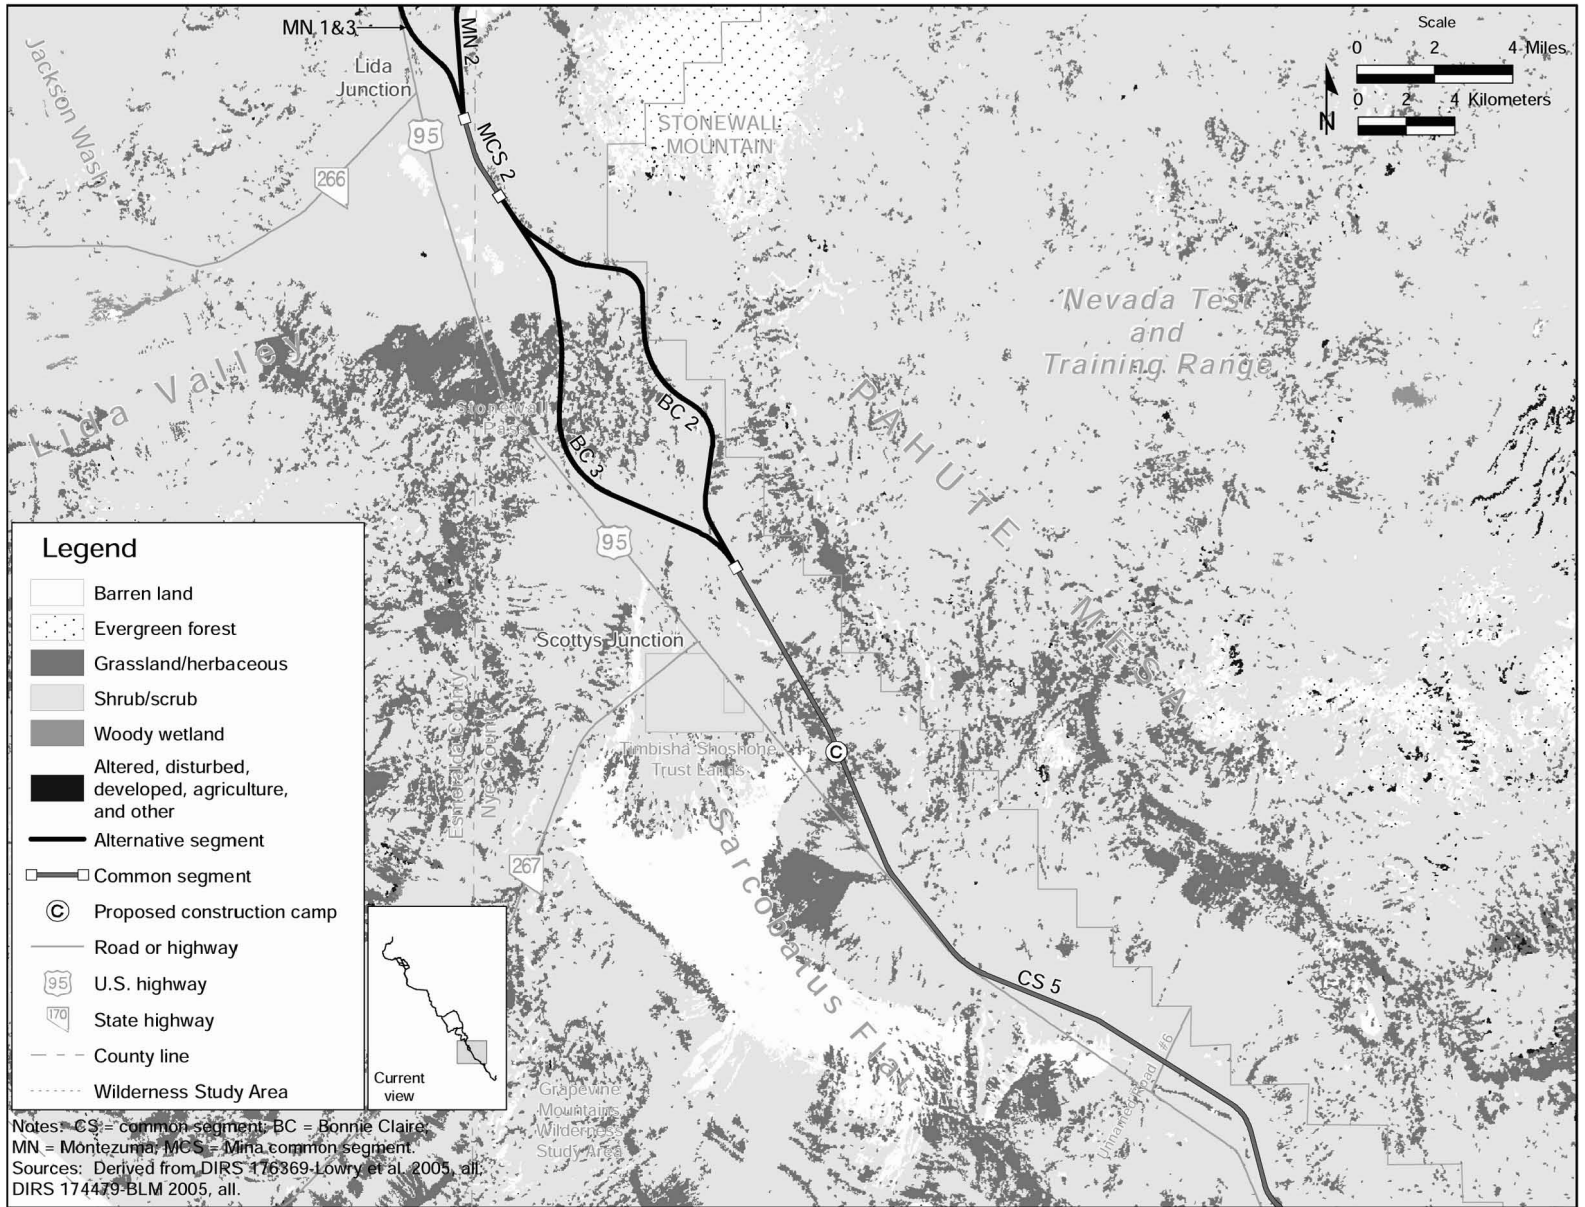 MN 1&3
MN 2
Scale
0 2 4 Miles
0 2 4 Kilometers
N
Jackson Wash
Lida
Junction
95
MCS 2
STONEWALL
MOUNTAIN
266
Nevada Test
and
Training Range
Lida Valley
Stonewall
Pass
BC 2
BC 3
PAHUTE MESA
95
Scottys Junction
Timbisha Shoshone
Trust Lands
C
Esmeralda County
Nye County
267
Sarcobatus Flat
CS 5
Grapevine
Mountains
Wilderness
Study Area
Road #6
Legend
Barren land
Evergreen forest
Grassland/herbaceous
Shrub/scrub
Woody wetland
Altered, disturbed,
developed, agriculture,
and other
Alternative segment
Common segment
C Proposed construction camp
Road or highway
95 U.S. highway
170 State highway
County line
Wilderness Study Area
Current
view
Notes: CS = common segment; BC = Bonnie Claire;
MN = Montezuma; MCS = Mina common segment.
Sources: Derived from DIRS 176369-Lowry et al. 2005, all;
DIRS 174479-BLM 2005, all.